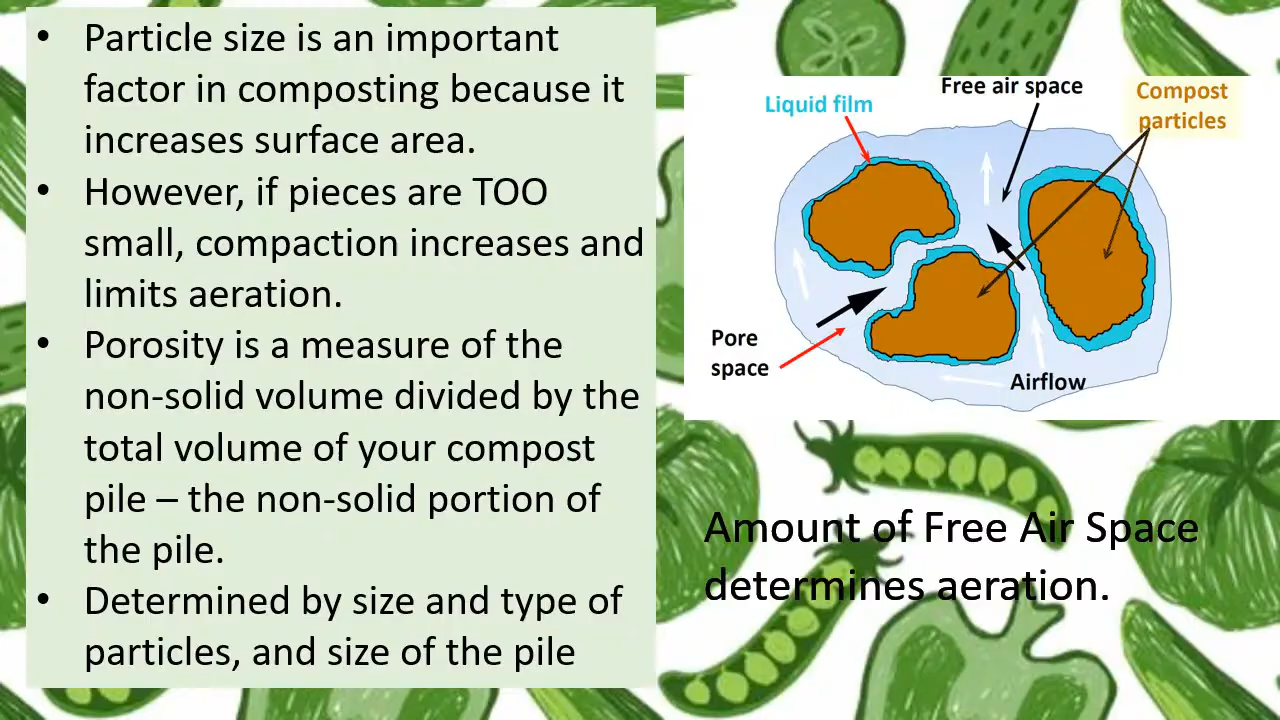 • Particle size is an important
factor in composting because it
increases surface area.
• However, if pieces are TOO
small, compaction increases and
limits aeration.
• Porosity is a measure of the
non-solid volume divided by the
total volume of your compost
pile – the non-solid portion of
the pile.
• Determined by size and type of
particles, and size of the pile
Liquid film
Free air space
Compost
particles
Pore
space
Airflow
Amount of Free Air Space
determines aeration.